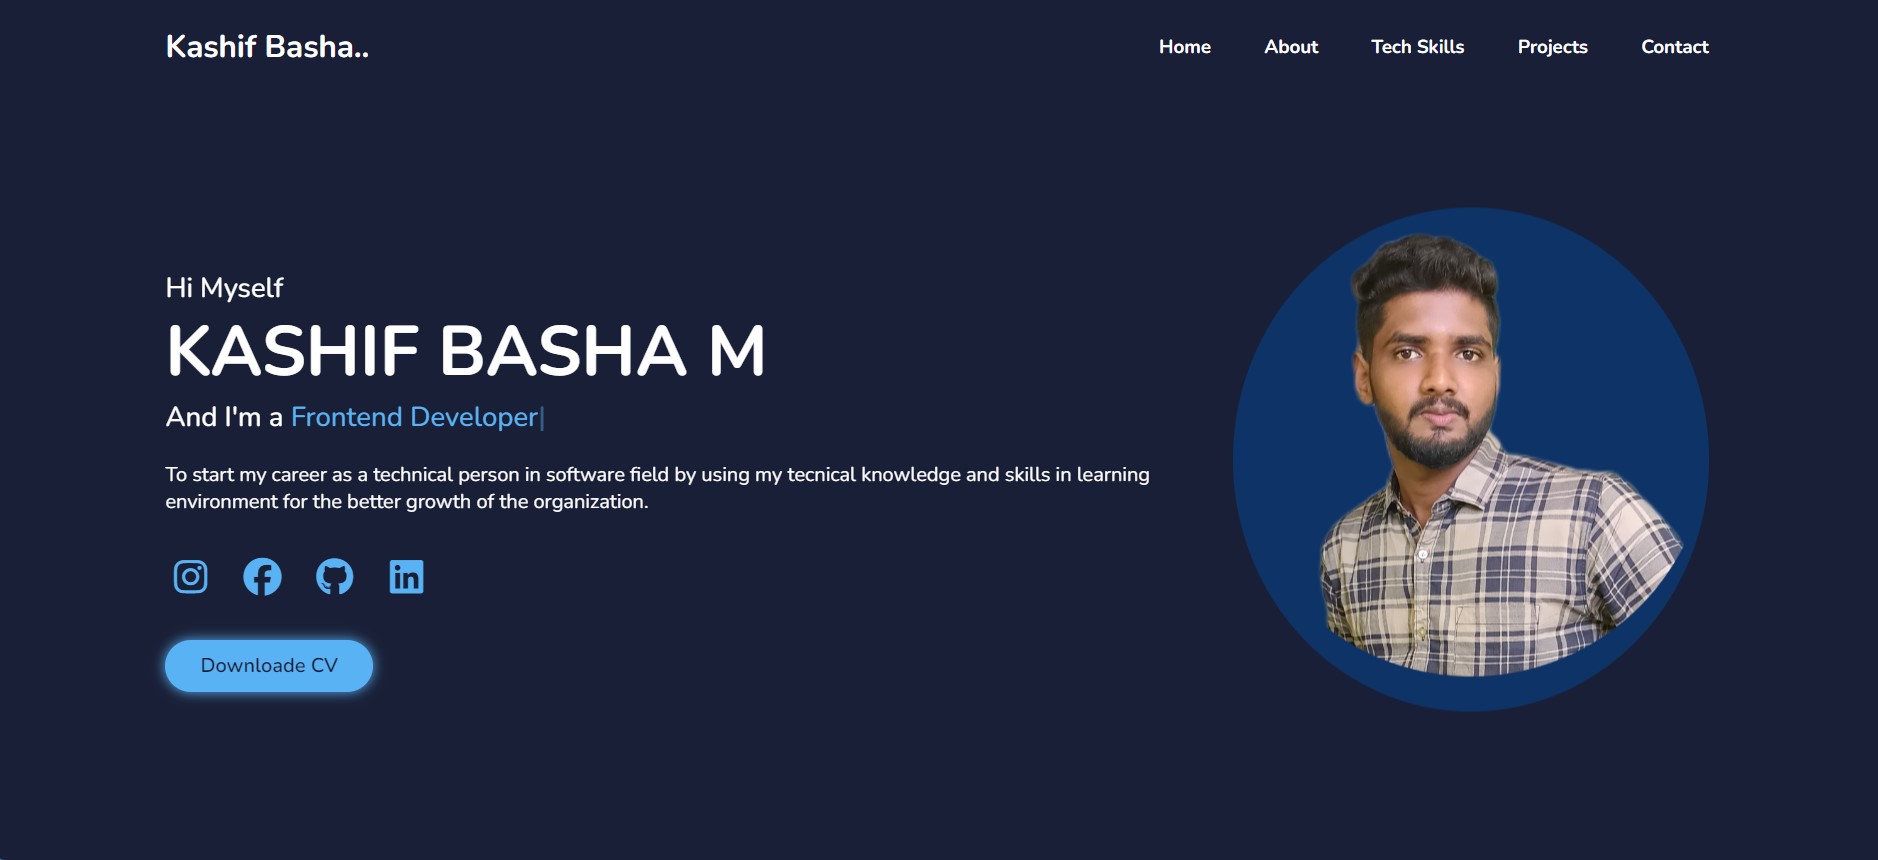 Kashif Basha..
Home About Tech Skills Projects Contact
Hi Myself
KASHIF BASHA M
And I'm a Frontend Developer|
To start my career as a technical person in software field by using my tecnical knowledge and skills in learning
environment for the better growth of the organization.
Downloade CV